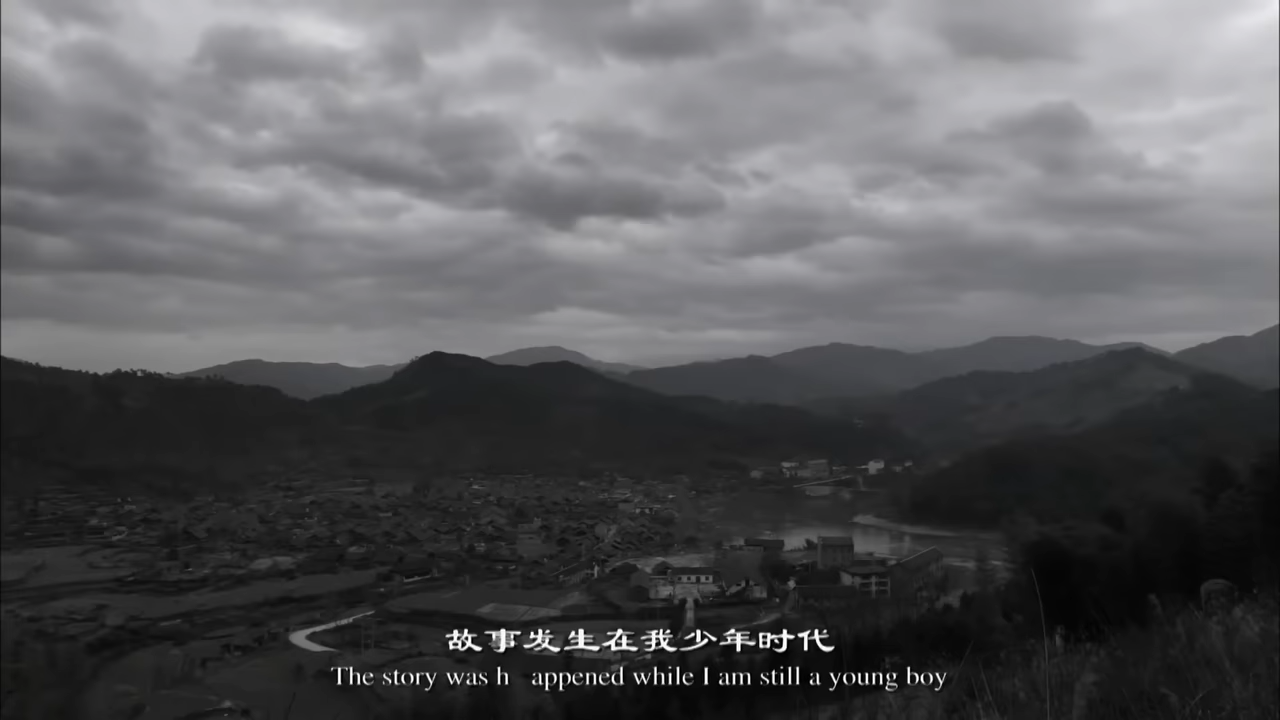 故事发生在我少年时代
The story was h appened while I am still a young boy